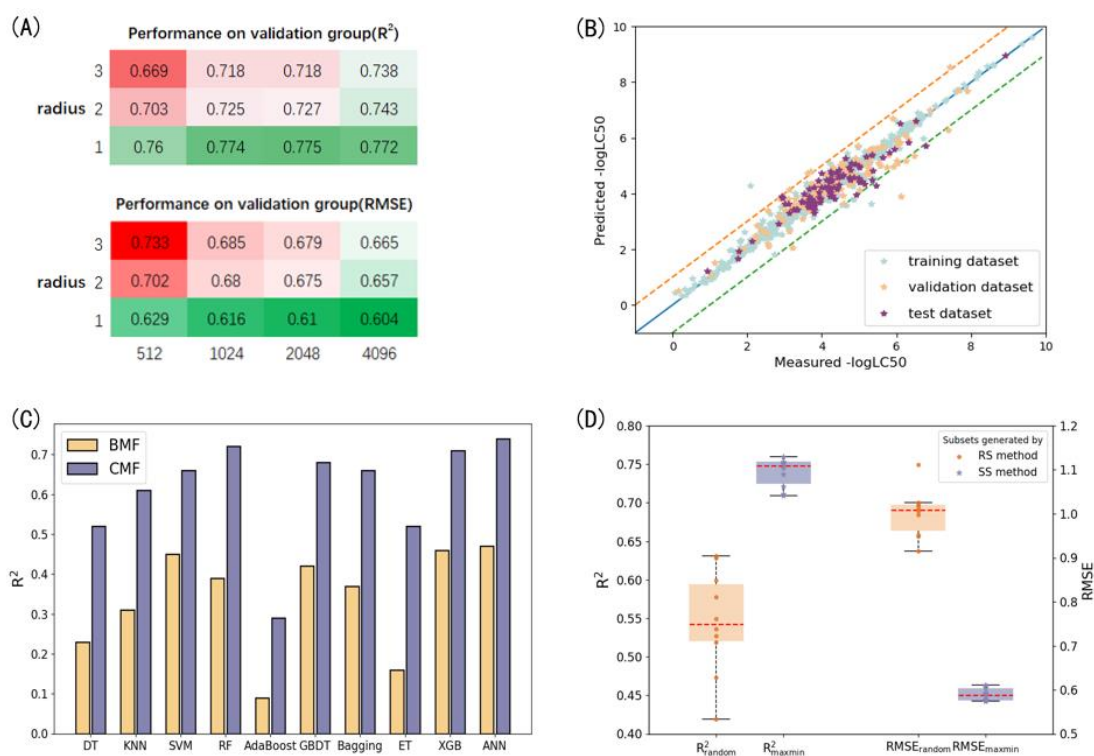 (A)
Performance on validation group(R²)
3 0.669 0.718 0.718 0.738
radius 2 0.703 0.725 0.727 0.743
1 0.76 0.774 0.775 0.772
Performance on validation group(RMSE)
3 0.733 0.685 0.679 0.665
radius 2 0.702 0.68 0.675 0.657
1 0.629 0.616 0.61 0.604
512 1024 2048 4096
(B)
10
8
6
4
2
0
Predicted -logLC50
training dataset
validation dataset
test dataset
0 2 4 6 8 10
Measured -logLC50
(C)
0.7
0.6
0.5
0.4
0.3
0.2
0.1
0.0
R²
BMF
CMF
DT KNN SVM RF AdaBoost GBDT Bagging ET XGB ANN
(D)
0.80
0.75
0.70
0.65
0.60
0.55
0.50
0.45
0.40
R²
Subsets generated by
RS method
SS method
1.2
1.1
1.0
0.9
0.8
0.7
0.6
0.5
RMSE
R²random R²maxmin RMSErandom RMSEmaxmin